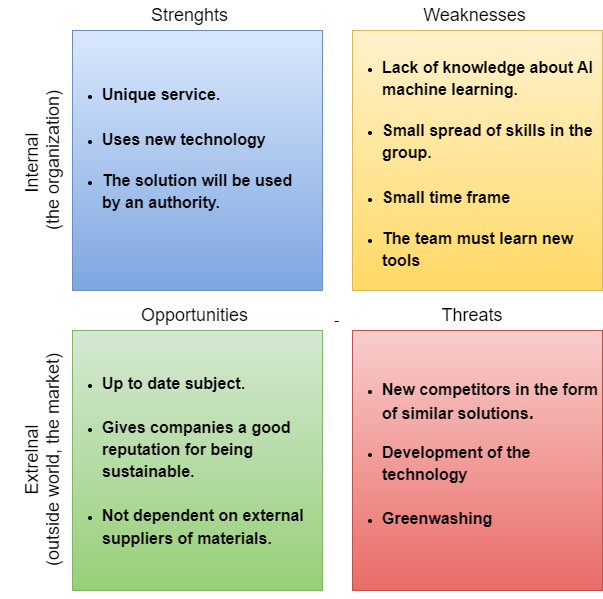 Strenghts
Weaknesses
Internal
(the organization)
• Unique service.
• Uses new technology
• The solution will be used
by an authority.
• Lack of knowledge about AI
machine learning.
• Small spread of skills in the
group.
• Small time frame
• The team must learn new
tools
Opportunities
-
Threats
Extrelnal
(outside world, the market)
• Up to date subject.
• Gives companies a good
reputation for being
sustainable.
• Not dependent on external
suppliers of materials.
• New competitors in the form
of similar solutions.
• Development of the
technology
• Greenwashing